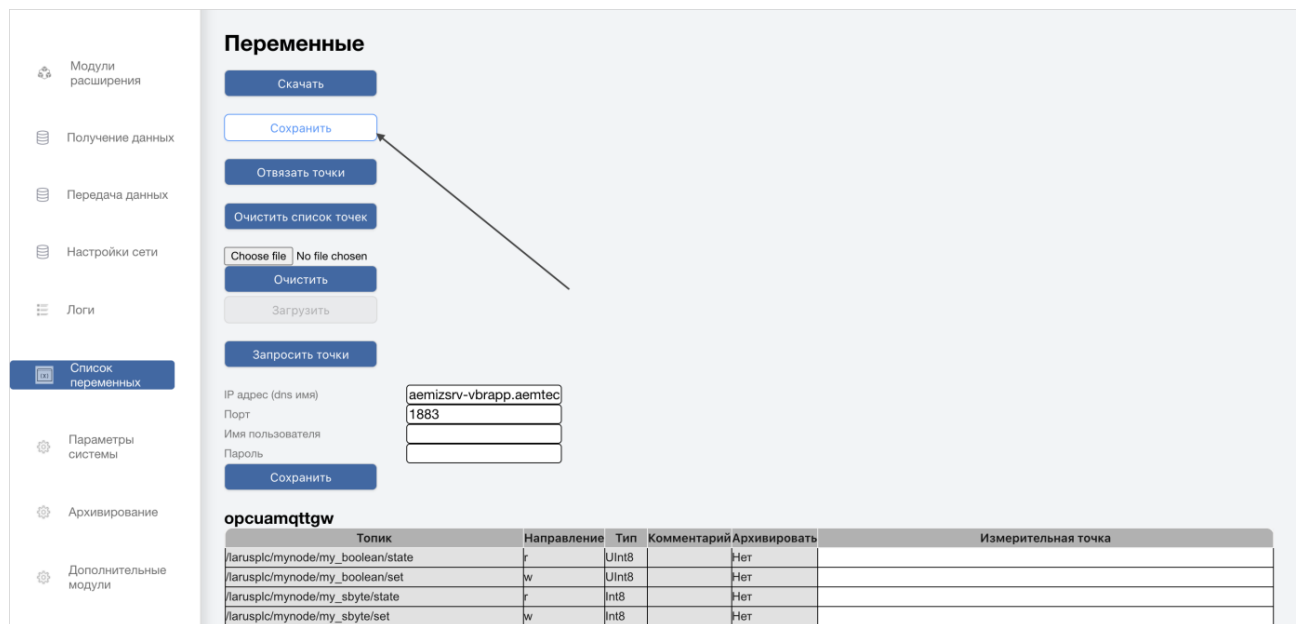 Переменные
Модули
расширения
Получение данных
Передача данных
Настройки сети
Логи
Список
переменных
Параметры
системы
Архивирование
Дополнительные
модули
Скачать
Сохранить
Отвязать точки
Очистить список точек
Choose file No file chosen
Очистить
Загрузить
Запросить точки
IP адрес (dns имя) aemizsrv-vbrapp.aemtec
Порт 1883
Имя пользователя
Пароль
Сохранить
opcuamqttgw
Топик Направление Тип Комментарий Архивировать Измерительная точка
/larusplc/mynode/my_boolean/state r UInt8 Нет
/larusplc/mynode/my_boolean/set w UInt8 Нет
/larusplc/mynode/my_sbyte/state r Int8 Нет
/larusplc/mynode/my_sbyte/set w Int8 Нет